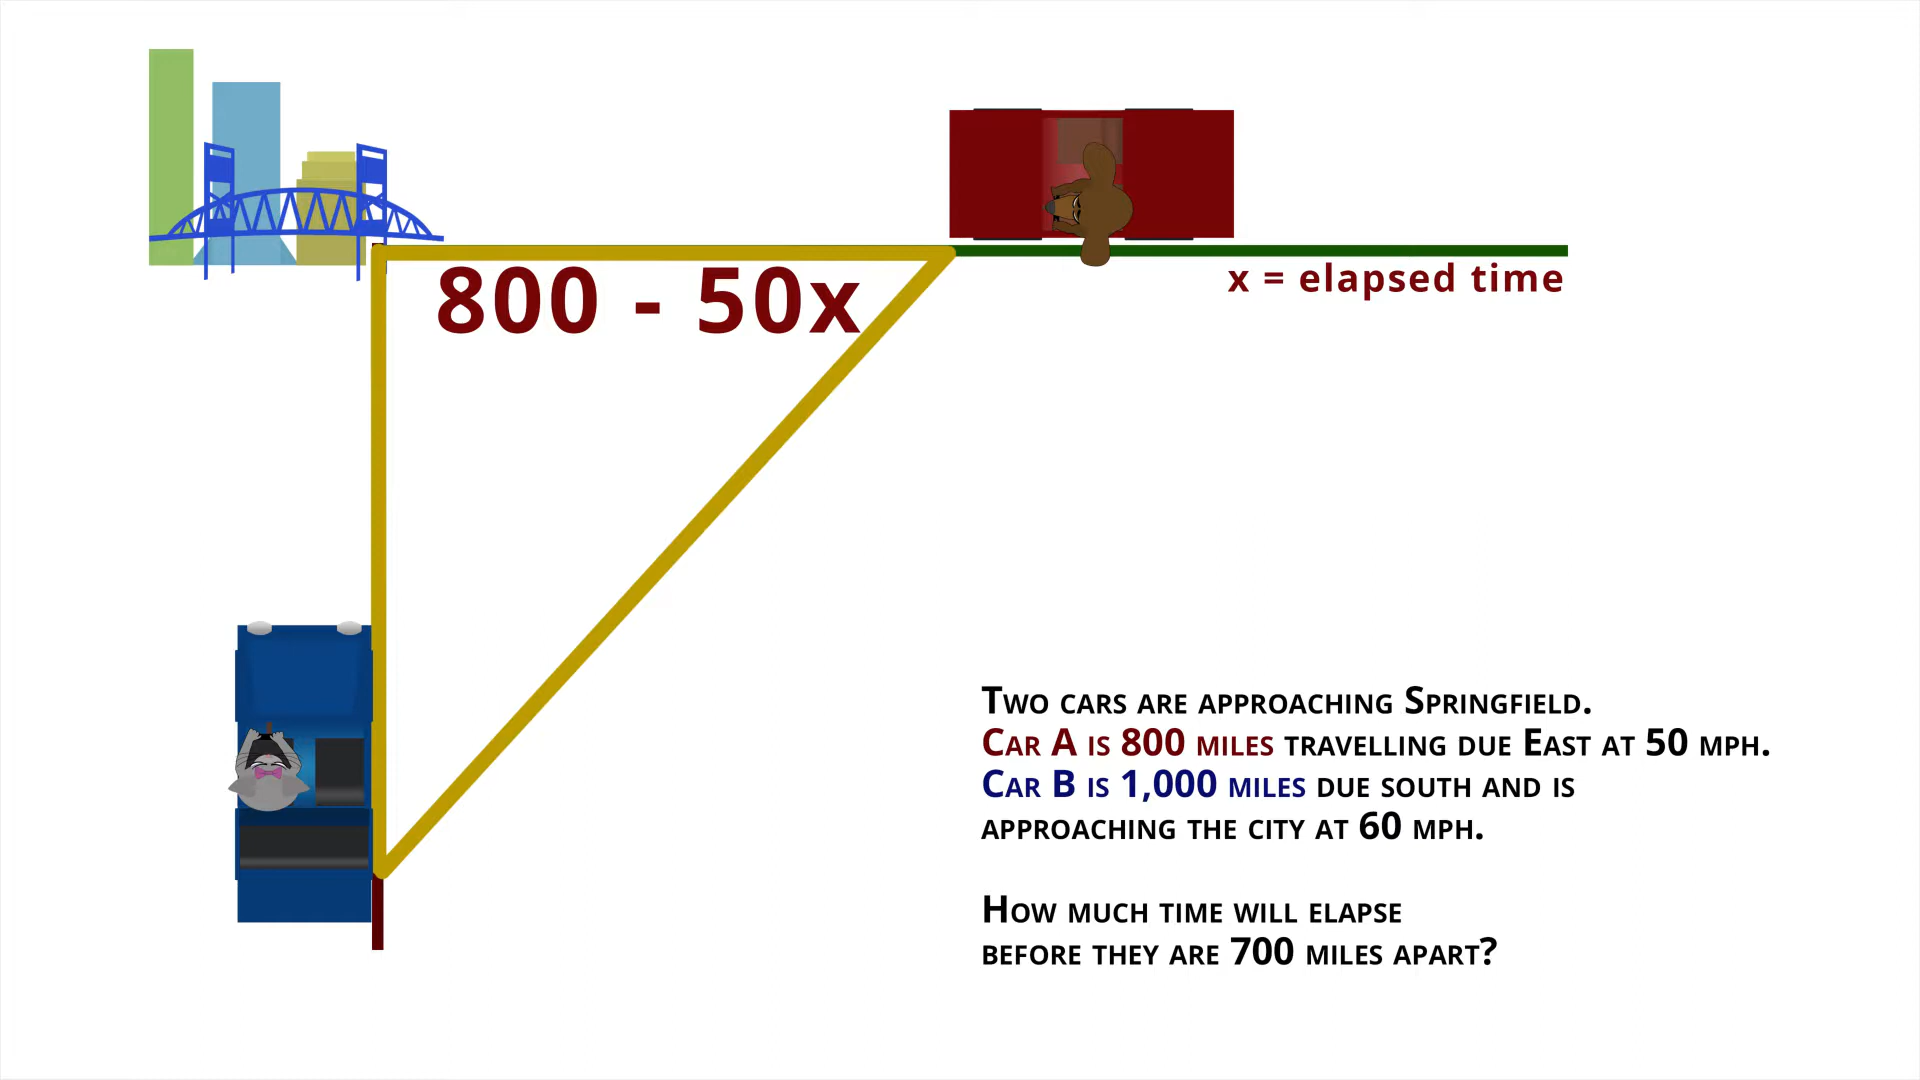 800 - 50x
x = elapsed time
Two cars are approaching Springfield.
Car A is 800 miles travelling due East at 50 mph.
Car B is 1,000 miles due south and is
approaching the city at 60 mph.
How much time will elapse
before they are 700 miles apart?